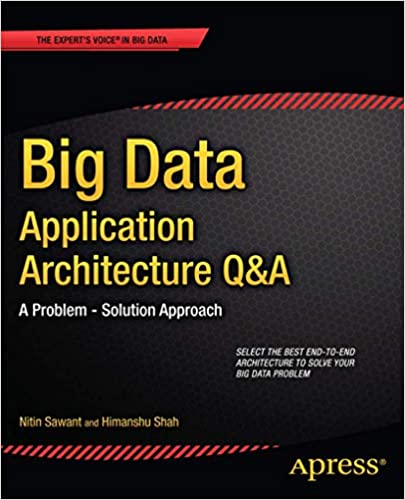 THE EXPERT'S VOICE® IN BIG DATA
Big Data
Application
Architecture Q&A
A Problem - Solution Approach
SELECT THE BEST END-TO-END
ARCHITECTURE TO SOLVE YOUR
BIG DATA PROBLEM
Nitin Sawant and Himanshu Shah
Apress®